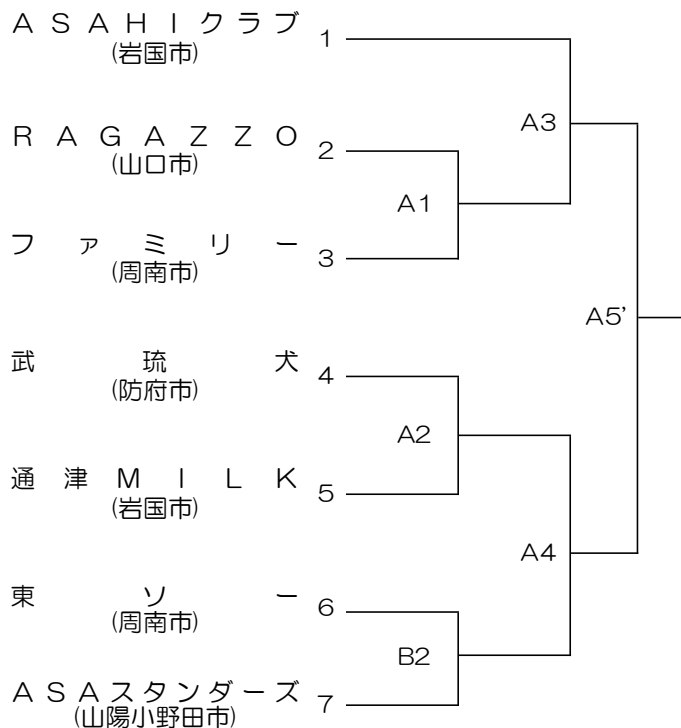 ASAHIクラブ
(岩国市)
1
A3
RAGAZZO
(山口市)
2
A1
ファミリー
(周南市)
3
A5'
武琉犬
(防府市)
4
A2
通津MILK
(岩国市)
5
A4
東ソー
(周南市)
6
B2
ASAスタンダーズ
(山陽小野田市)
7